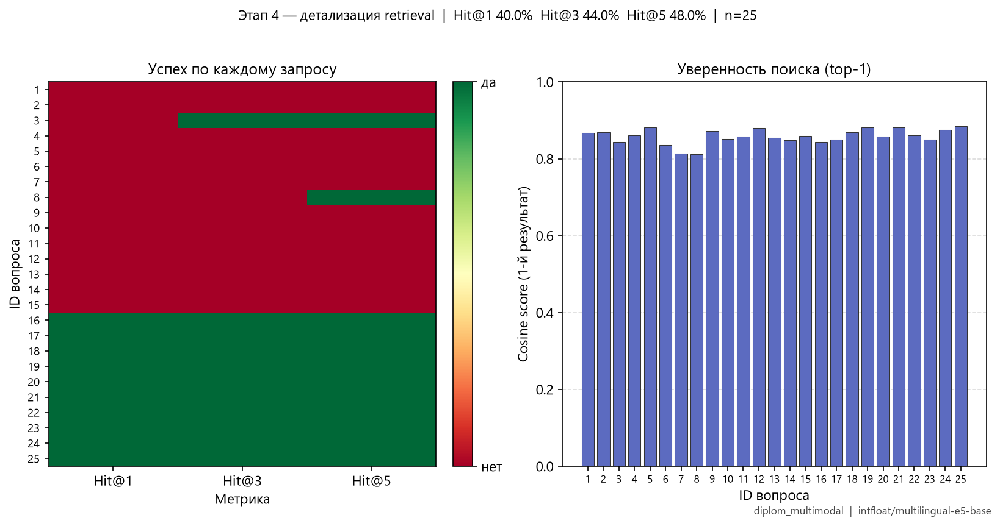 Этап 4 — детализация retrieval | Hit@1 40.0% Hit@3 44.0% Hit@5 48.0% | n=25
Успех по каждому запросу
ID вопроса
1
2
3
4
5
6
7
8
9
10
11
12
13
14
15
16
17
18
19
20
21
22
23
24
25
Hit@1 Hit@3 Hit@5
Метрика
да
нет
Уверенность поиска (top-1)
Cosine score (1-й результат)
1.0
0.8
0.6
0.4
0.2
0.0
1 2 3 4 5 6 7 8 9 10 11 12 13 14 15 16 17 18 19 20 21 22 23 24 25
ID вопроса
diplom_multimodal | intfloat/multilingual-e5-base